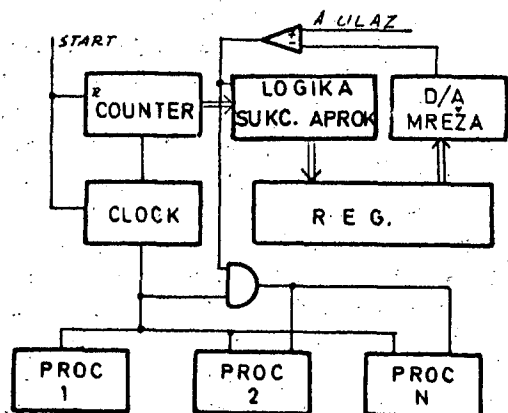 START
A ULAZ
R
COUNTER
LOGIKA
SUKC. APROK
D/A
MREŽA
CLOCK
R E G.
PROC
1
PROC
2
PROC
N